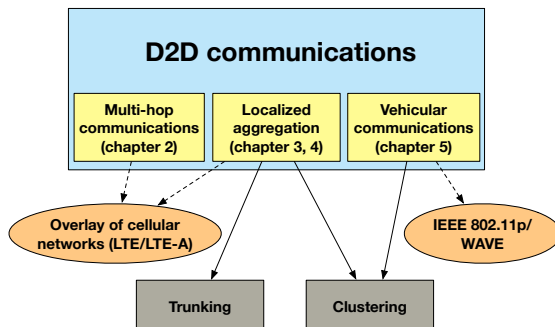 D2D communications
Multi-hop
communications
(chapter 2)
Localized
aggregation
(chapter 3, 4)
Vehicular
communications
(chapter 5)
Overlay of cellular
networks (LTE/LTE-A)
IEEE 802.11p/
WAVE
Trunking
Clustering